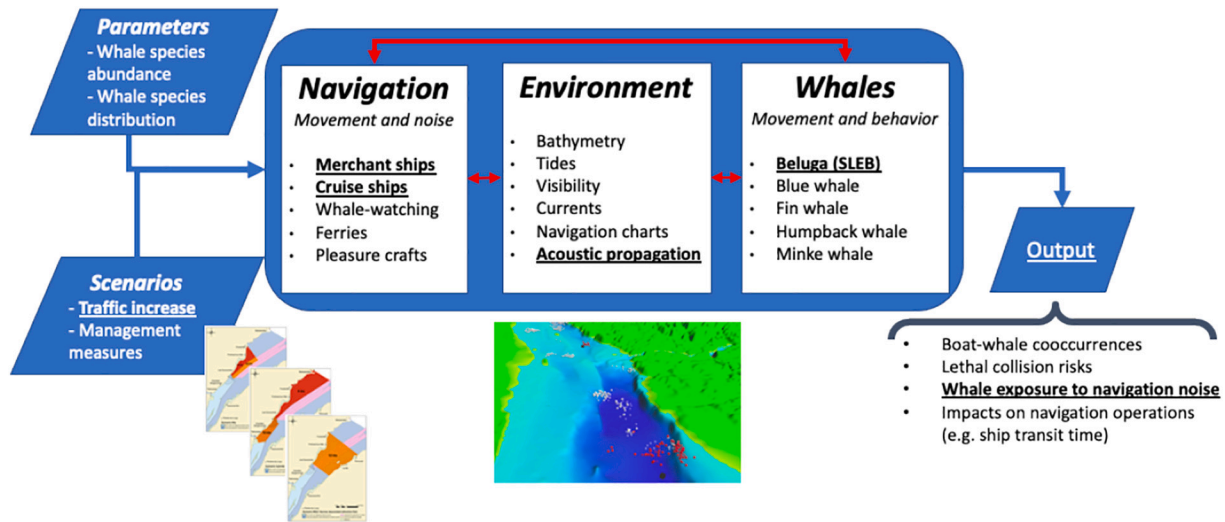 Parameters
- Whale species
abundance
- Whale species
distribution
Scenarios
- Traffic increase
- Management
measures
Navigation
Movement and noise
• Merchant ships
• Cruise ships
• Whale-watching
• Ferries
• Pleasure crafts
Environment
• Bathymetry
• Tides
• Visibility
• Currents
• Navigation charts
• Acoustic propagation
Whales
Movement and behavior
• Beluga (SLEB)
• Blue whale
• Fin whale
• Humpback whale
• Minke whale
Output
• Boat-whale cooccurrences
• Lethal collision risks
• Whale exposure to navigation noise
• Impacts on navigation operations
(e.g. ship transit time)